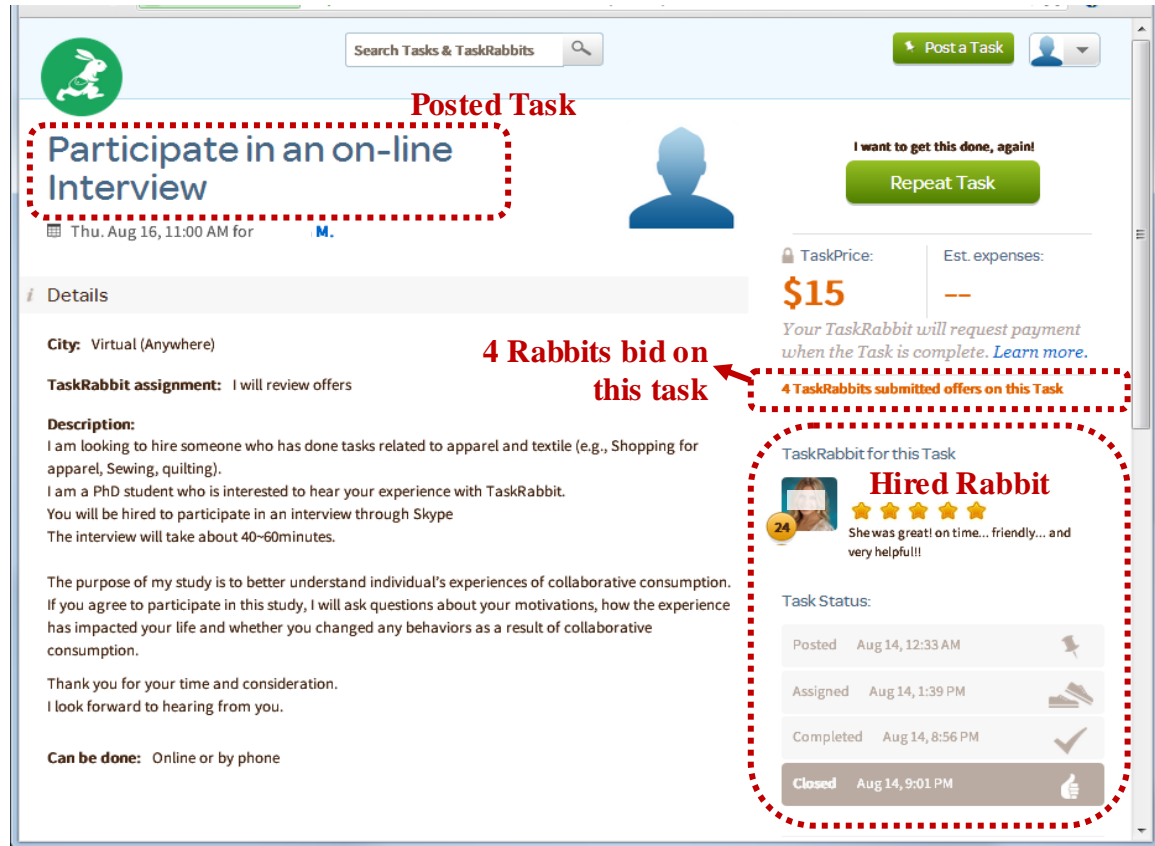 Search Tasks & TaskRabbits
Post a Task
Posted Task
Participate in an on-line
Interview
Thu. Aug 16, 11:00 AM for M.
I want to get this done, again!
Repeat Task
TaskPrice:
Est. expenses:
$15
--
Your TaskRabbit will request payment
when the Task is complete. Learn more.
4 Rabbits bid on
this task
4 TaskRabbits submitted offers on this Task
i Details
City: Virtual (Anywhere)
TaskRabbit assignment: I will review offers
Description:
I am looking to hire someone who has done tasks related to apparel and textile (e.g., Shopping for
apparel, Sewing, quilting).
I am a PhD student who is interested to hear your experience with TaskRabbit.
You will be hired to participate in an interview through Skype
The interview will take about 40~60minutes.
The purpose of my study is to better understand individual's experiences of collaborative consumption.
If you agree to participate in this study, I will ask questions about your motivations, how the experience
has impacted your life and whether you changed any behaviors as a result of collaborative
consumption.
Thank you for your time and consideration.
I look forward to hearing from you.
Can be done: Online or by phone
TaskRabbit for this Task
Hired Rabbit
24
She was great! on time... friendly... and
very helpful!!
Task Status:
Posted Aug 14, 12:33 AM
Assigned Aug 14, 1:39 PM
Completed Aug 14, 8:56 PM
Closed Aug 14, 9:01 PM